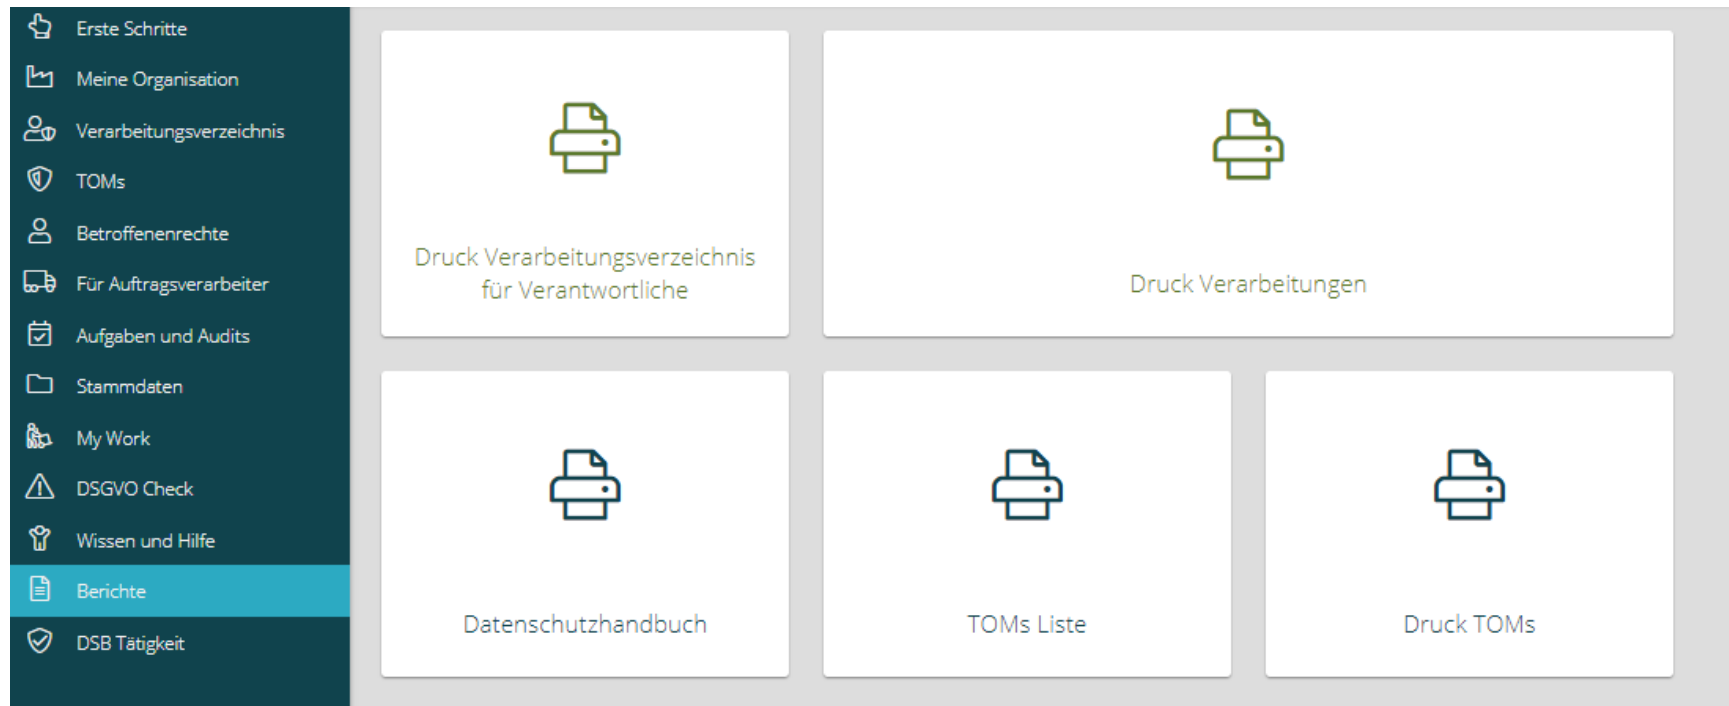 Erste Schritte
Meine Organisation
Verarbeitungsverzeichnis
TOMs
Betroffenenrechte
Für Auftragsverarbeiter
Aufgaben und Audits
Stammdaten
My Work
DSGVO Check
Wissen und Hilfe
Berichte
DSB Tätigkeit
Druck Verarbeitungsverzeichnis
für Verantwortliche
Druck Verarbeitungen
Datenschutzhandbuch
TOMs Liste
Druck TOMs